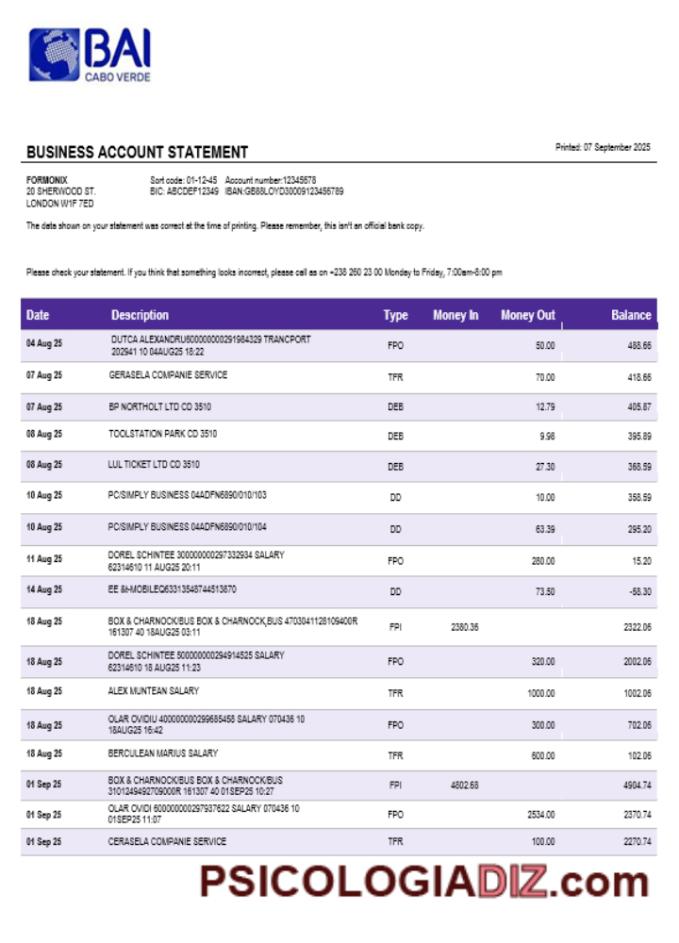 BAI
CABO VERDE
BUSINESS ACCOUNT STATEMENT
Printed: 07 September 2025
FORMONIX Sort code: 01-12-45 Account number:12345678
20 SHERWOOD ST. BIC: ABCDEF12349 IBAN:GB88LOYD30009123456789
LONDON W1F 7ED
The data shown on your statement was correct at the time of printing. Please remember, this isn't an official bank copy.
Please check your statement. If you think that something looks incorrect, please call as on +238 260 23 00 Monday to Friday, 7:00am-8:00 pm
Date Description Type Money In Money Out Balance
04 Aug 25 DUTCA ALEXANDRU600000000291984329 TRANCPORT FPO 50.00 488.66
202941 10 04AUG25 18:22
07 Aug 25 GERASELA COMPANIE SERVICE TFR 70.00 418.66
07 Aug 25 BP NORTHOLT LTD CD 3510 DEB 12.79 405.87
08 Aug 25 TOOLSTATION PARK CD 3510 DEB 9.98 395.89
08 Aug 25 LUL TICKET LTD CD 3510 DEB 27.30 368.59
10 Aug 25 PC/SIMPLY BUSINESS 04ADFN6890/010/103 DD 10.00 358.59
10 Aug 25 PC/SIMPLY BUSINESS 04ADFN6890/010/104 DD 63.39 295.20
11 Aug 25 DOREL SCHINTEE 300000000297332934 SALARY FPO 280.00 15.20
62314610 11 AUG25 20:11
14 Aug 25 EE &I-MOBILEQ63313548744513870 DD 73.50 -58.30
18 Aug 25 BOX & CHARNOCK/BUS BOX & CHARNOCK,BUS 4703041128109400R FPI 2380.36 2322.06
161307 40 18AUG25 03:11
18 Aug 25 DOREL SCHINTEE 500000000294914525 SALARY FPO 320.00 2002.06
62314610 18 AUG25 11:23
18 Aug 25 ALEX MUNTEAN SALARY TFR 1000.00 1002.06
18 Aug 25 OLAR OVIDIU 400000000299685458 SALARY 070436 10 FPO 300.00 702.06
18AUG25 16:42
18 Aug 25 BERCULEAN MARIUS SALARY TFR 600.00 102.06
01 Sep 25 BOX & CHARNOCK/BUS BOX & CHARNOCK/BUS FPI 4802.68 4904.74
3101249492709000R 161307 40 01SEP25 10:27
01 Sep 25 OLAR OVIDI 600000000297937622 SALARY 070436 10 FPO 2534.00 2370.74
01SEP25 11:07
01 Sep 25 CERASELA COMPANIE SERVICE TFR 100.00 2270.74
PSICOLOGIADIZ.com